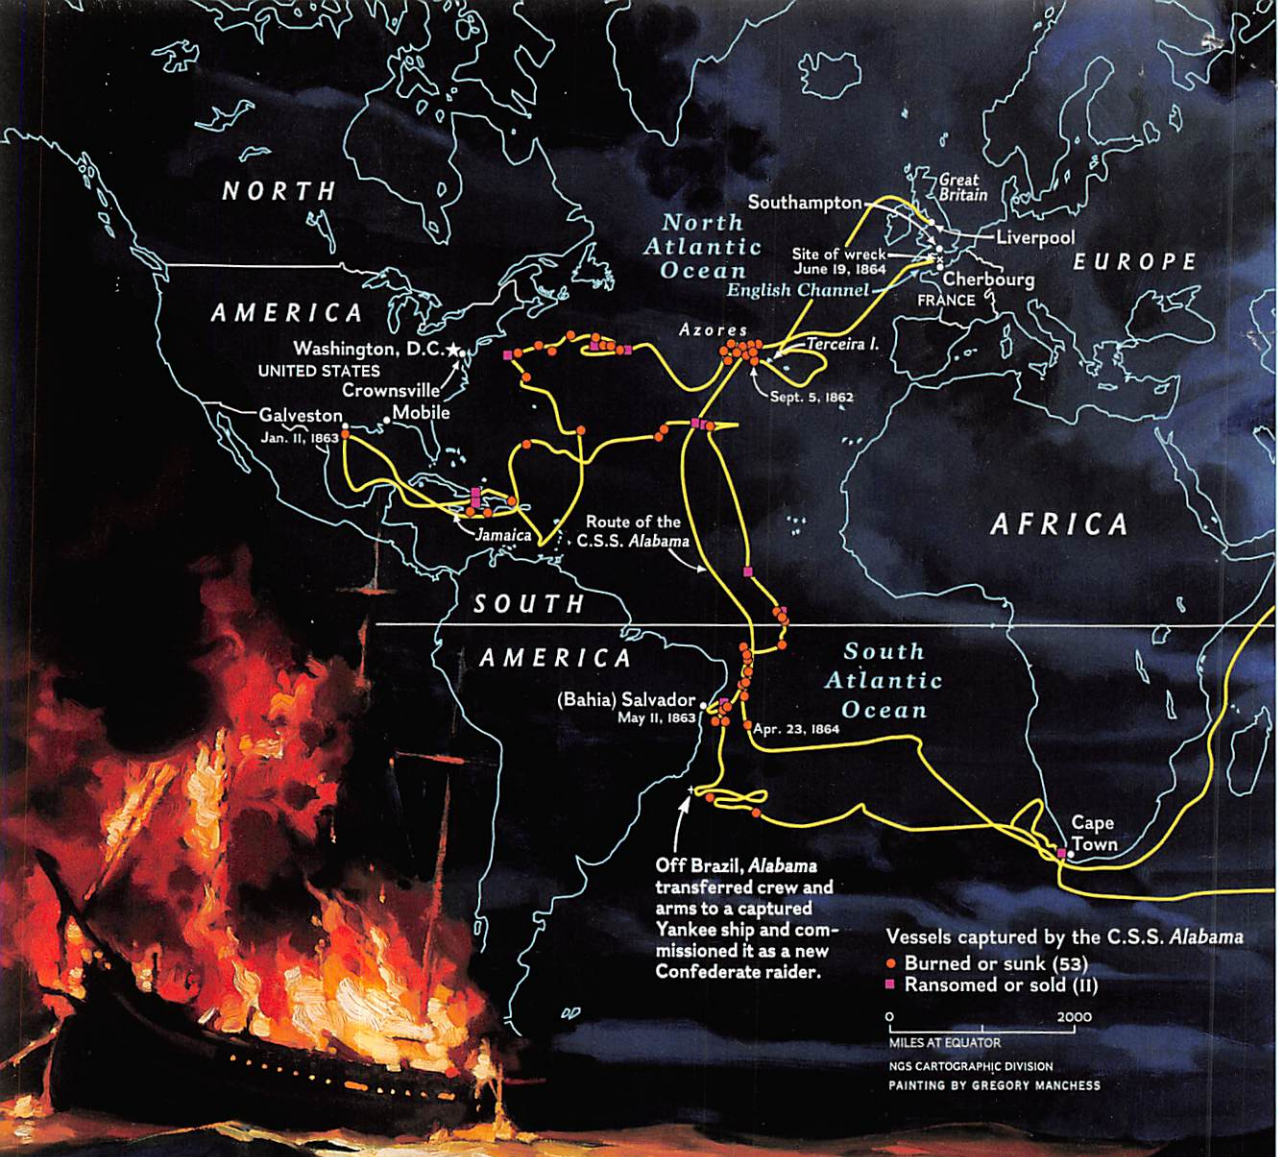 NORTH
AMERICA
North
Atlantic
Ocean
Great
Britain
Southampton
Liverpool
Site of wreck
June 19, 1864
Cherbourg
English Channel
FRANCE
EUROPE
Azores
Terceira I.
Sept. 5, 1862
Washington, D.C.
UNITED STATES
Crownsville
Mobile
Galveston
Jan. 11, 1863
Jamaica
Route of the
C.S.S. Alabama
AFRICA
SOUTH
AMERICA
South
Atlantic
Ocean
(Bahia) Salvador
May 11, 1863
Apr. 23, 1864
Cape
Town
Off Brazil, Alabama
transferred crew and
arms to a captured
Yankee ship and com-
missioned it as a new
Confederate raider.
Vessels captured by the C.S.S. Alabama
Burned or sunk (53)
Ransomed or sold (11)
0 2000
MILES AT EQUATOR
NGS CARTOGRAPHIC DIVISION
PAINTING BY GREGORY MANCHESS